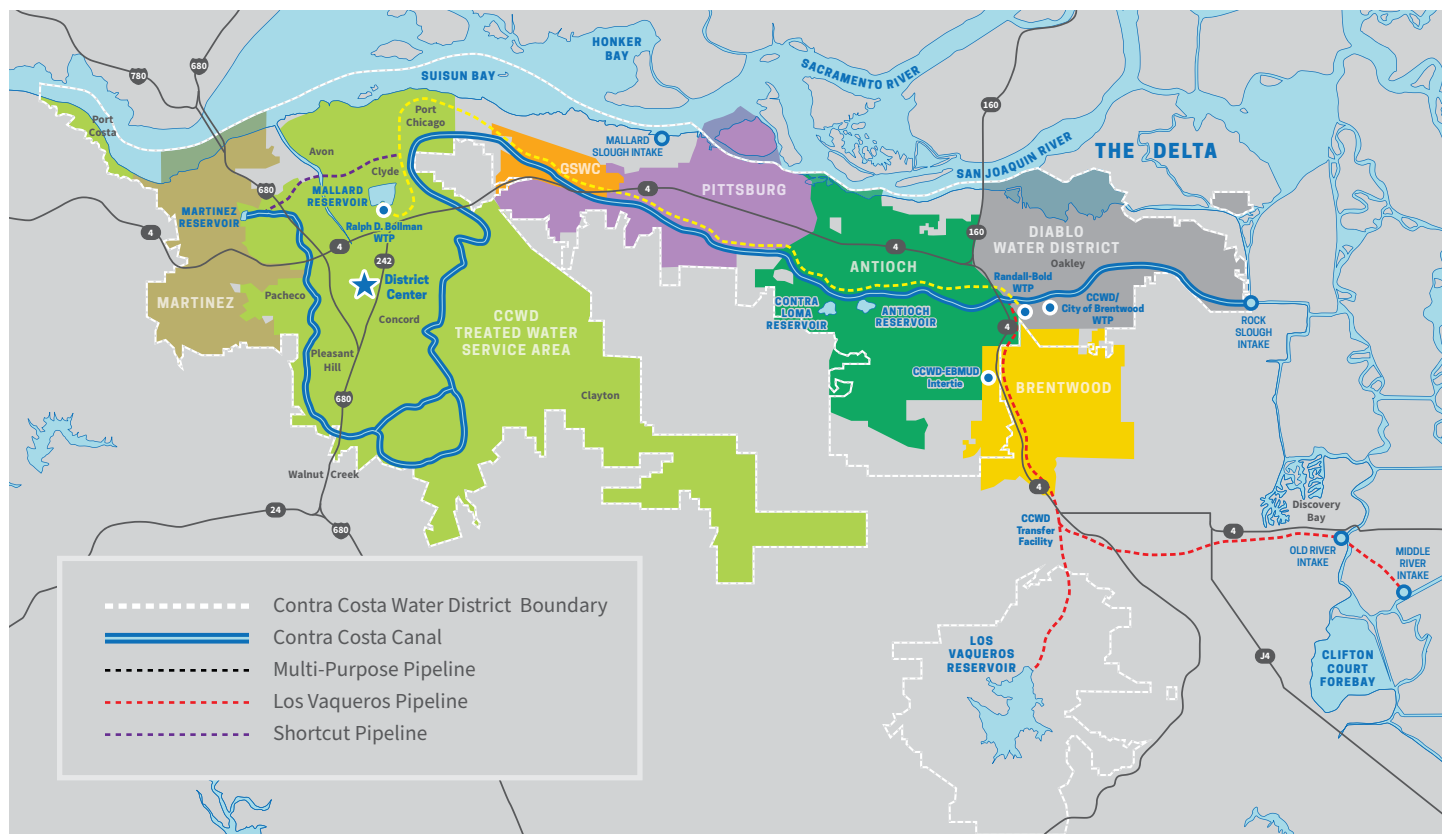 HONKER
BAY
SUISUN BAY
SACRAMENTO RIVER
680
780
160
Port
Costa
Port
Chicago
Avon
Clyde
MALLARD
SLOUGH INTAKE
SAN JOAQUIN RIVER
THE DELTA
GSWC
PITTSBURG
4
680
MALLARD
RESERVOIR
MARTINEZ
RESERVOIR
Ralph D. Bollman
WTP
4
4
242
160
4
DIABLO
WATER DISTRICT
Oakley
ANTIOCH
Randall-Bold
WTP
District
Center
Pacheco
MARTINEZ
Concord
CCWD
TREATED WATER
SERVICE AREA
CONTRA
LOMA
RESERVOIR
ANTIOCH
RESERVOIR
CCWD/
City of Brentwood
WTP
4
ROCK
SLOUGH
INTAKE
Pleasant
Hill
680
Clayton
CCWD-EBMUD
Intertie
BRENTWOOD
Walnut Creek
24
680
4
CCWD
Transfer
Facility
4
Discovery
Bay
OLD RIVER
INTAKE
MIDDLE
RIVER
INTAKE
LOS
VAQUEROS
RESERVOIR
J4
CLIFTON
COURT
FOREBAY
Contra Costa Water District Boundary
Contra Costa Canal
Multi-Purpose Pipeline
Los Vaqueros Pipeline
Shortcut Pipeline